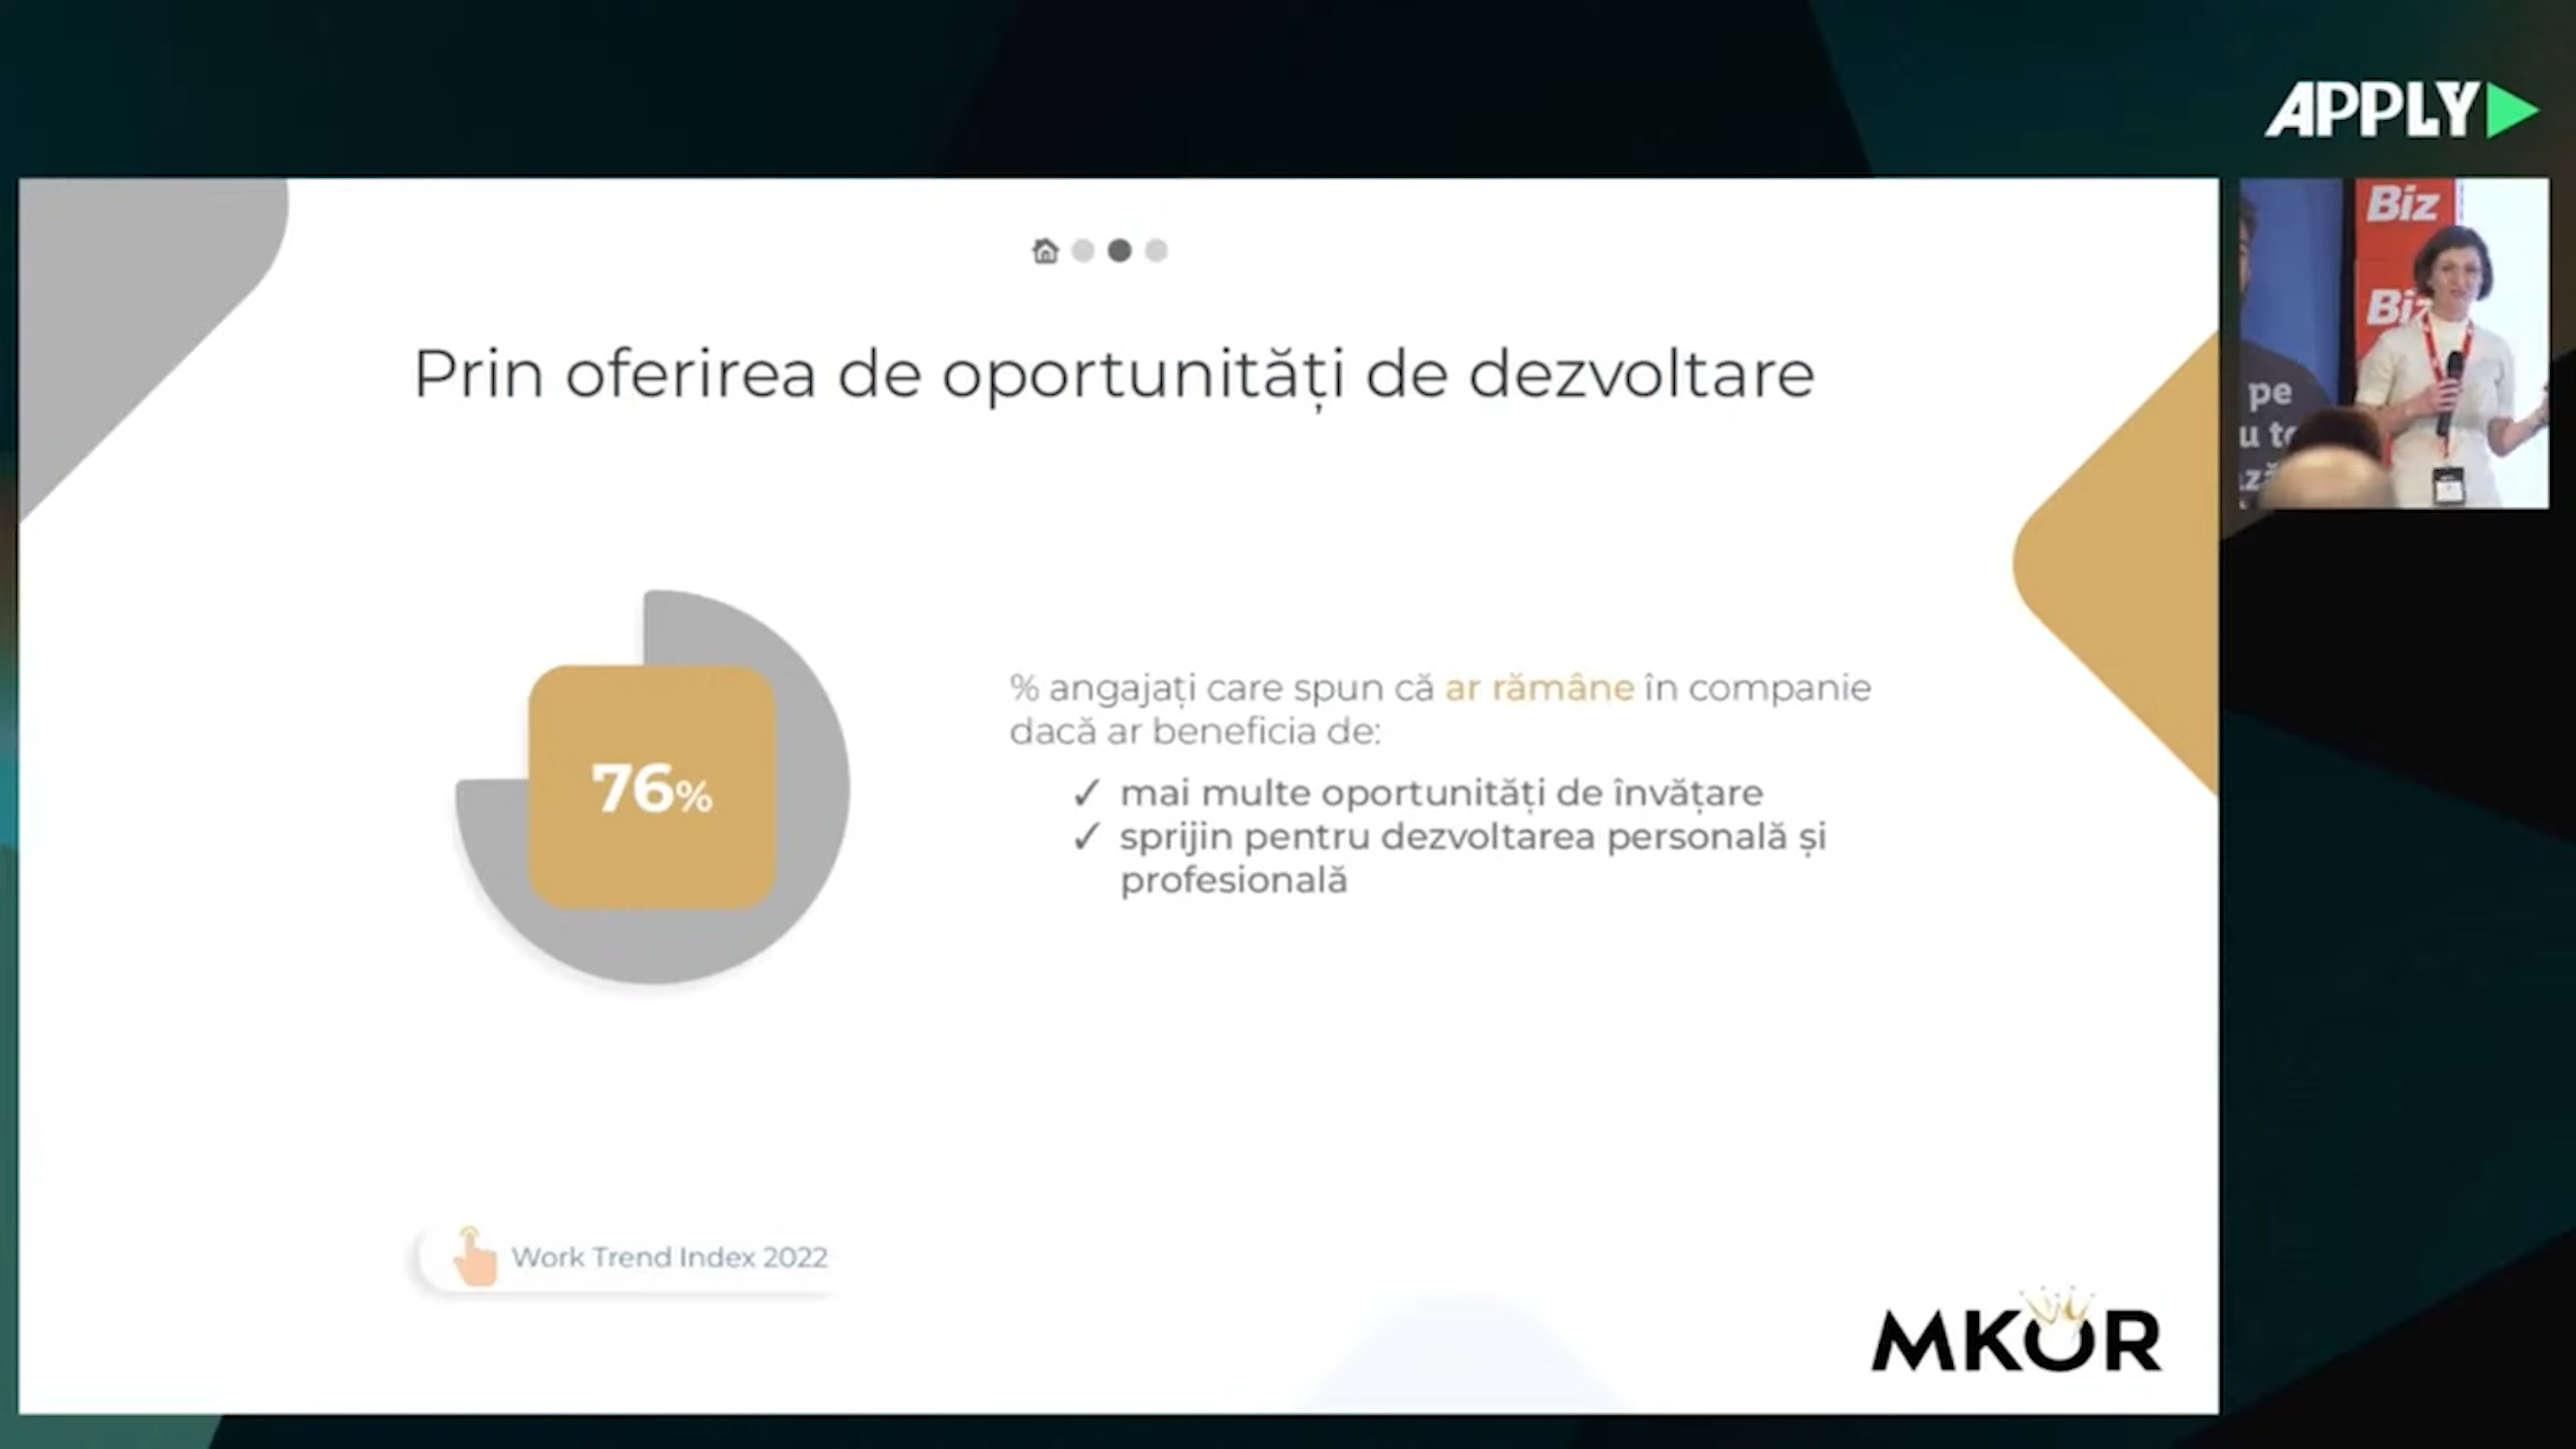 APPLY
Biz
Biz
pe
Prin oferirea de oportunități de dezvoltare
76%
% angajați care spun că ar rămâne în companie
dacă ar beneficia de:
✓ mai multe oportunități de învățare
✓ sprijin pentru dezvoltarea personală și
profesională
Work Trend Index 2022
MKOR